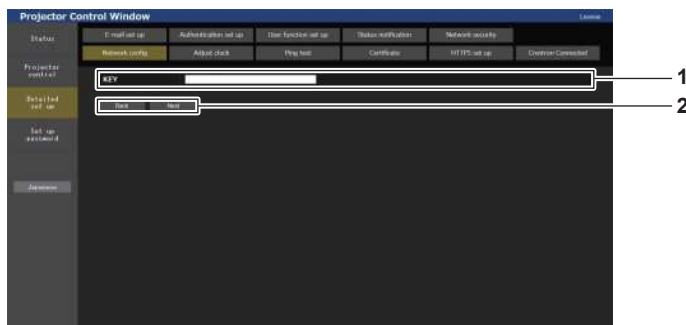 Projector Control Window
License
Status
E-mail set up
Authentication set up
User function set up
Status notification
Network security
Network config
Adjust clock
Ping test
Certificate
HTTPS set up
Crestron Connected
Projector
control
KEY
1
Detailed
set up
Back
Next
2
Set up
password
Japanese